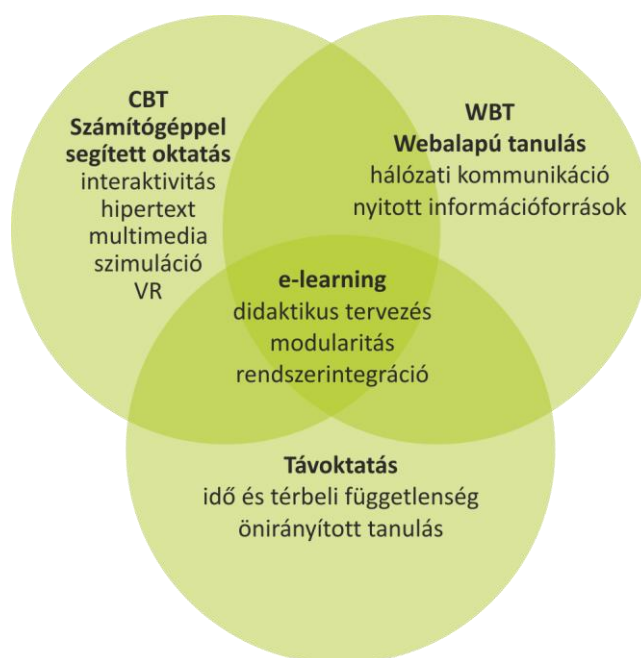 CBT
Számítógéppel
segített oktatás
interaktivitás
hipertext
multimedia
szimuláció
VR
WBT
Webalapú tanulás
hálózati kommunikáció
nyitott információforrások
e-learning
didaktikus tervezés
modularitás
rendszerintegráció
Távoktatás
idő és térbeli függetlenség
önirányított tanulás